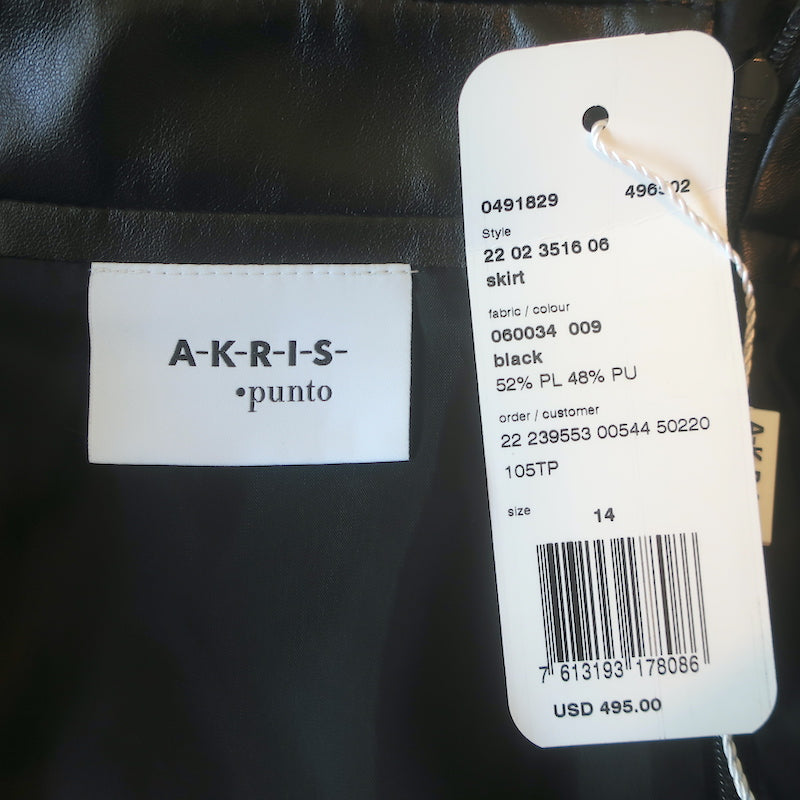 A-K-R-I-S-
•punto
0491829
Style
22 02 3516 06
skirt
fabric / colour
060034 009
black
52% PL 48% PU
order / customer
22 239553 00544 50220
105TP
size
14
7 613193 178086
USD 495.00